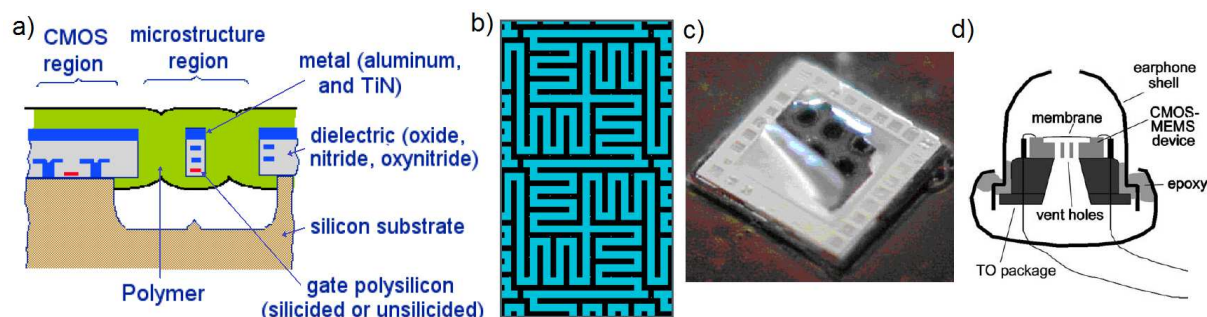 a)
CMOS
region
microstructure
region
metal (aluminum,
and TiN)
dielectric (oxide,
nitride, oxynitride)
silicon substrate
gate polysilicon
(silicided or unsilicided)
Polymer
b)
c)
d)
earphone
shell
membrane
CMOS-
MEMS
device
epoxy
vent holes
TO package